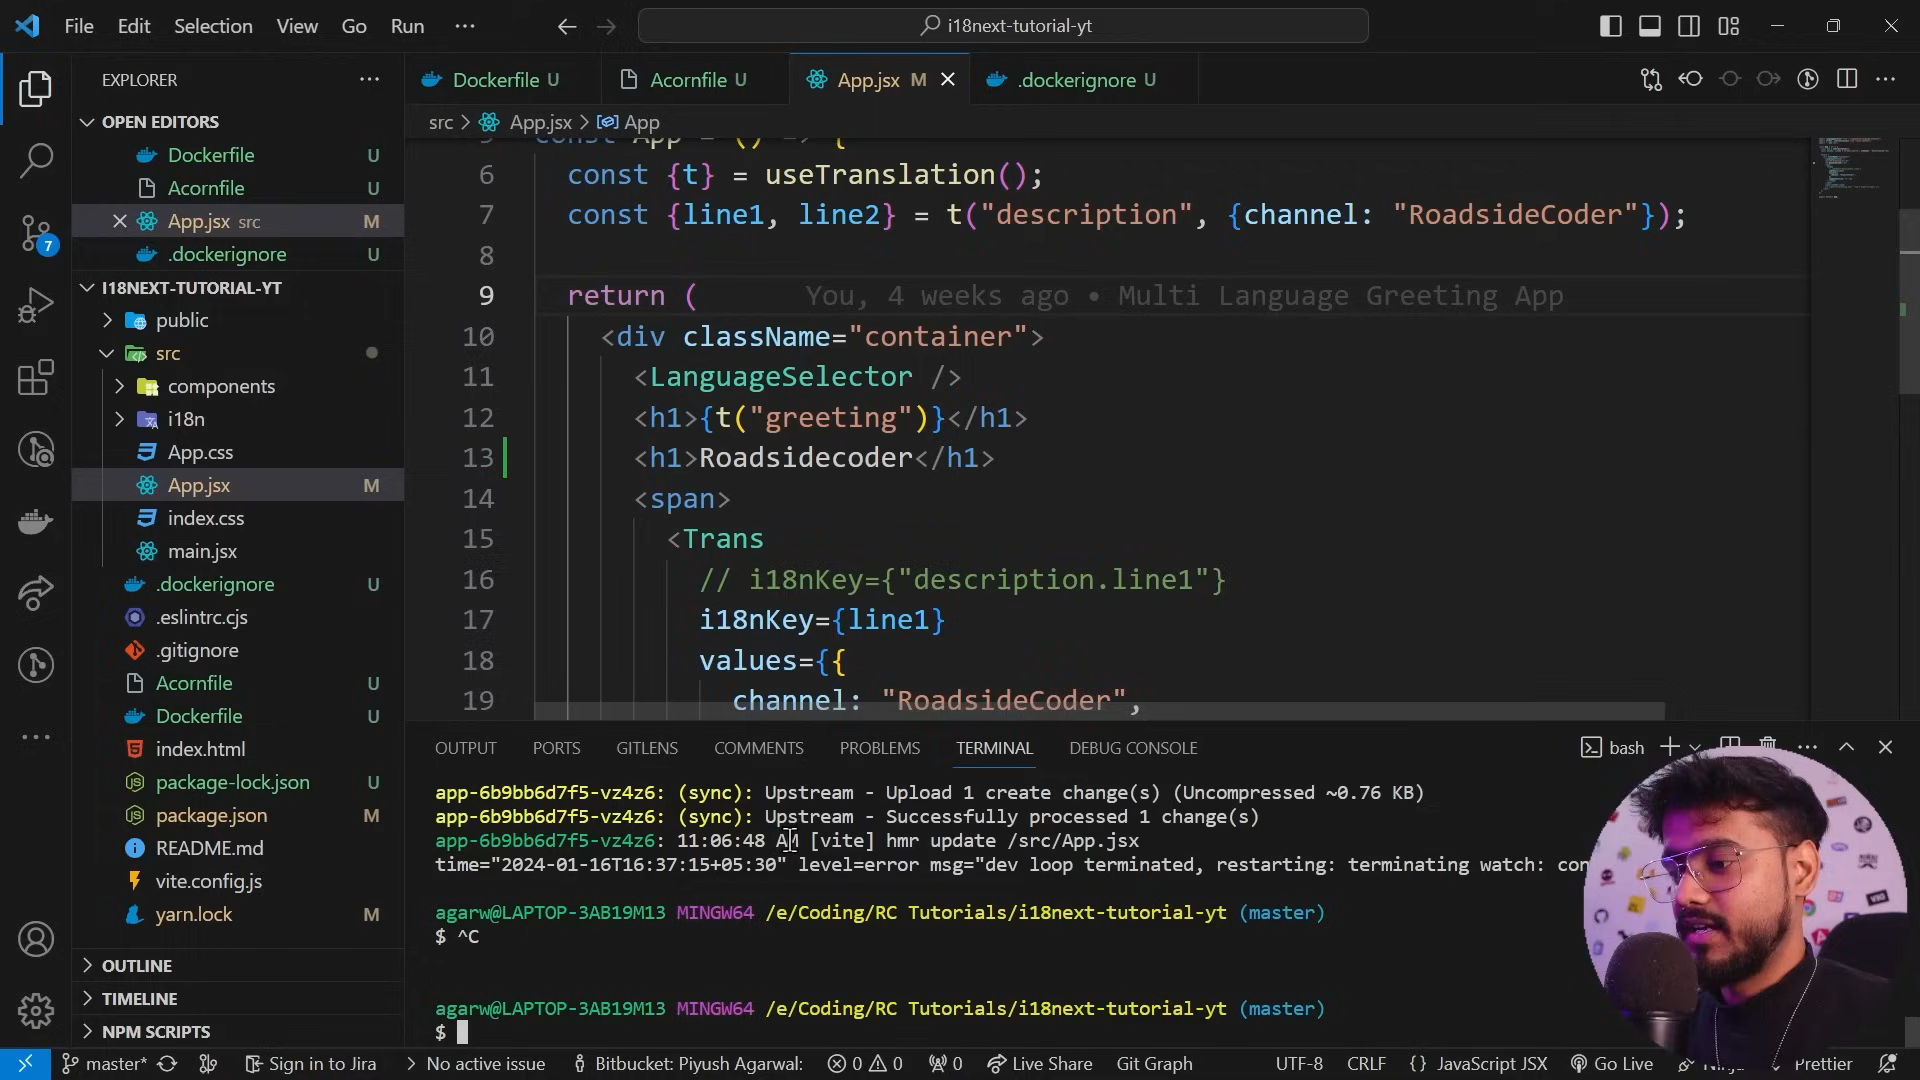 File Edit Selection View Go Run ··· i18next-tutorial-yt
EXPLORER ···
OPEN EDITORS
Dockerfile U
Acornfile U
App.jsx src M
.dockerignore U
I18NEXT-TUTORIAL-YT
public
src
components
i18n
App.css
App.jsx M
index.css
main.jsx
.dockerignore U
.eslintrc.cjs
.gitignore
Acornfile U
Dockerfile U
index.html
package-lock.json U
package.json M
README.md
vite.config.js
yarn.lock M
OUTLINE
TIMELINE
NPM SCRIPTS
7
Dockerfile U Acornfile U App.jsx M .dockerignore U
src > App.jsx > App
5 const App = () => {
6 const {t} = useTranslation();
7 const {line1, line2} = t("description", {channel: "RoadsideCoder"});
8
9 return ( You, 4 weeks ago • Multi Language Greeting App
10 <div className="container">
11 <LanguageSelector />
12 <h1>{t("greeting")}</h1>
13 <h1>Roadsidecoder</h1>
14 <span>
15 <Trans
16 // i18nKey={"description.line1"}
17 i18nKey={line1}
18 values={{
19 channel: "RoadsideCoder",
OUTPUT PORTS GITLENS COMMENTS PROBLEMS TERMINAL DEBUG CONSOLE bash
app-6b9bb6d7f5-vz4z6: (sync): Upstream - Upload 1 create change(s) (Uncompressed ~0.76 KB)
app-6b9bb6d7f5-vz4z6: (sync): Upstream - Successfully processed 1 change(s)
app-6b9bb6d7f5-vz4z6: 11:06:48 AM [vite] hmr update /src/App.jsx
time="2024-01-16T16:37:15+05:30" level=error msg="dev loop terminated, restarting: terminating watch: con
agarw@LAPTOP-3AB19M13 MINGW64 /e/Coding/RC Tutorials/i18next-tutorial-yt (master)
$ ^C
agarw@LAPTOP-3AB19M13 MINGW64 /e/Coding/RC Tutorials/i18next-tutorial-yt (master)
$
master* Sign in to Jira No active issue Bitbucket: Piyush Agarwal: 0 0 0 Live Share Git Graph UTF-8 CRLF {} JavaScript JSX Go Live Prettier